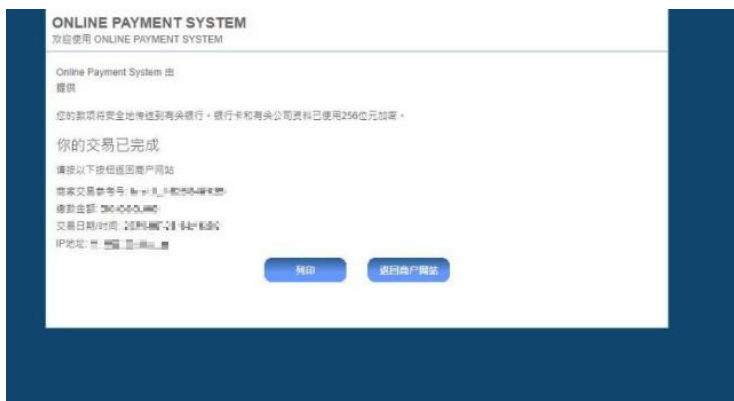 ONLINE PAYMENT SYSTEM
欢迎使用 ONLINE PAYMENT SYSTEM
Online Payment System 由
提供
您的款项将安全地传送到有关银行。银行卡和有关公司资料已使用256位元加密。
你的交易已完成
请按以下按钮返回商户网站
商家交易参考号:
缴款金额:
交易日期/时间:
IP地址:
列印
返回商户网站